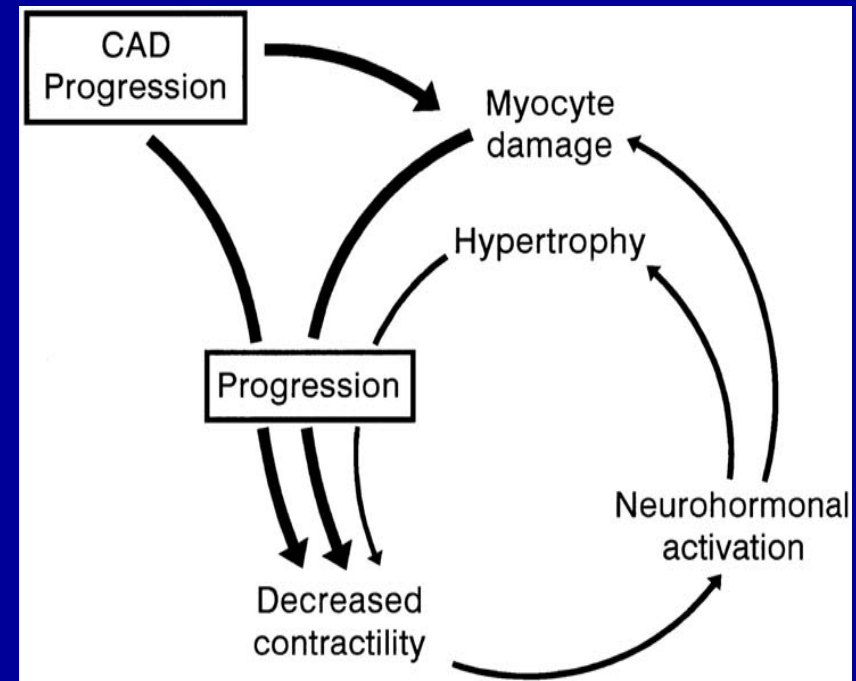 CAD
Progression
Myocyte
damage
Hypertrophy
Progression
Neurohormonal
activation
Decreased
contractility